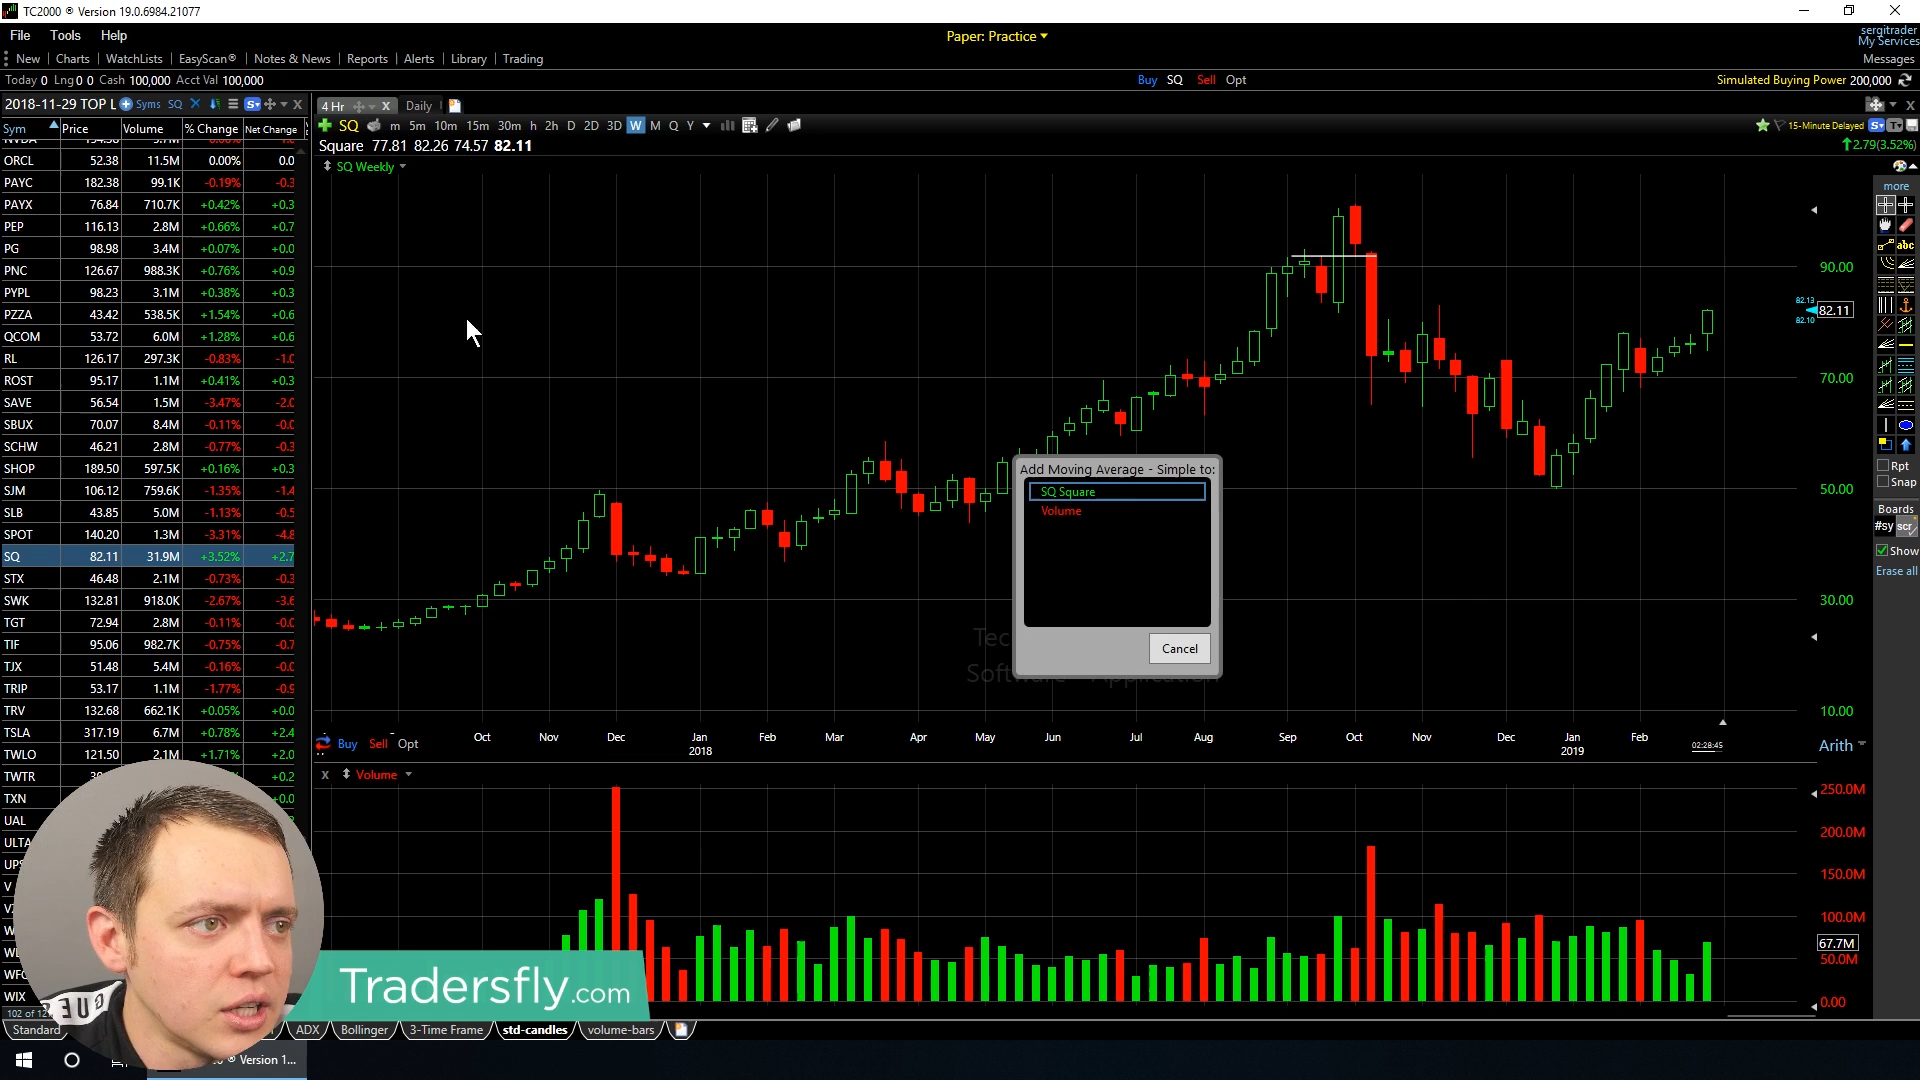 TC2000 ® Version 19.0.6984.21077
File Tools Help
Paper: Practice
sergitrader
My Services
New Charts WatchLists EasyScan® Notes & News Reports Alerts Library Trading
Messages
Today 0 Lng 0 0 Cash 100,000 Acct Val 100,000
Buy SQ Sell Opt
Simulated Buying Power 200,000
2018-11-29 TOP L Syms SQ
4 Hr X Daily
Sym Price Volume % Change Net Change
SQ m 5m 10m 15m 30m h 2h D 2D 3D W M Q Y
15-Minute Delayed
Square 77.81 82.26 74.57 82.11
2.79(3.52%)
SQ Weekly
ORCL 52.38 11.5M 0.00% 0.0
PAYC 182.38 99.1K -0.19% -0.3
PAYX 76.84 710.7K +0.42% +0.3
PEP 116.13 2.8M +0.66% +0.7
PG 98.98 3.4M +0.07% +0.0
PNC 126.67 988.3K +0.76% +0.9
PYPL 98.23 3.1M +0.38% +0.3
PZZA 43.42 538.5K +1.54% +0.6
QCOM 53.72 6.0M +1.28% +0.6
RL 126.17 297.3K -0.83% -1.0
ROST 95.17 1.1M +0.41% +0.3
SAVE 56.54 1.5M -3.47% -2.0
SBUX 70.07 8.4M -0.11% -0.0
SCHW 46.21 2.8M -0.77% -0.3
SHOP 189.50 597.5K +0.16% +0.3
SJM 106.12 759.6K -1.35% -1.4
SLB 43.85 5.0M -1.13% -0.5
SPOT 140.20 1.3M -3.31% -4.8
SQ 82.11 31.9M +3.52% +2.7
STX 46.48 2.1M -0.73% -0.3
SWK 132.81 918.0K -2.67% -3.6
TGT 72.94 2.8M -0.11% -0.0
TIF 95.06 982.7K -0.75% -0.7
TJX 51.48 5.4M -0.16% -0.0
TRIP 53.17 1.1M -1.77% -0.9
TRV 132.68 662.1K +0.05% +0.0
TSLA 317.19 6.7M +0.78% +2.4
TWLO 121.50 2.1M +1.71% +2.0
TWTR +0.2
TXN +0.0
UAL
ULTA
UPS
V
WIX
102 of
90.00
82.13
82.11
82.10
70.00
50.00
30.00
10.00
Add Moving Average - Simple to:
SQ Square
Volume
Cancel
more
abc
Rpt
Snap
Boards
#sy scr
Show
Erase all
Buy Sell Opt
Oct Nov Dec Jan Feb Mar Apr May Jun Jul Aug Sep Oct Nov Dec Jan Feb
2018 2019 02:28:45
Arith
x Volume
250.0M
200.0M
150.0M
100.0M
67.7M
50.0M
0.00
Tradersfly.com
Standard ADX Bollinger 3-Time Frame std-candles volume-bars
® Version 1...